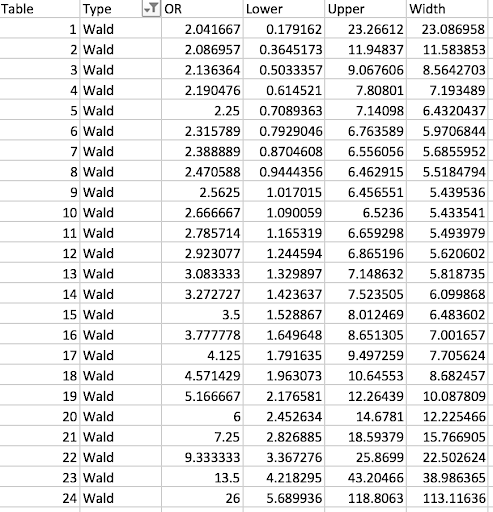 Table Type OR Lower Upper Width
1 Wald 2.041667 0.179162 23.26612 23.086958
2 Wald 2.086957 0.3645173 11.94837 11.583853
3 Wald 2.136364 0.5033357 9.067606 8.5642703
4 Wald 2.190476 0.614521 7.80801 7.193489
5 Wald 2.25 0.7089363 7.14098 6.4320437
6 Wald 2.315789 0.7929046 6.763589 5.9706844
7 Wald 2.388889 0.8704608 6.556056 5.6855952
8 Wald 2.470588 0.9444356 6.462915 5.5184794
9 Wald 2.5625 1.017015 6.456551 5.439536
10 Wald 2.666667 1.090059 6.5236 5.433541
11 Wald 2.785714 1.165319 6.659298 5.493979
12 Wald 2.923077 1.244594 6.865196 5.620602
13 Wald 3.083333 1.329897 7.148632 5.818735
14 Wald 3.272727 1.423637 7.523505 6.099868
15 Wald 3.5 1.528867 8.012469 6.483602
16 Wald 3.777778 1.649648 8.651305 7.001657
17 Wald 4.125 1.791635 9.497259 7.705624
18 Wald 4.571429 1.963073 10.64553 8.682457
19 Wald 5.166667 2.176581 12.26439 10.087809
20 Wald 6 2.452634 14.6781 12.225466
21 Wald 7.25 2.826885 18.59379 15.766905
22 Wald 9.333333 3.367276 25.8699 22.502624
23 Wald 13.5 4.218295 43.20466 38.986365
24 Wald 26 5.689936 118.8063 113.11636